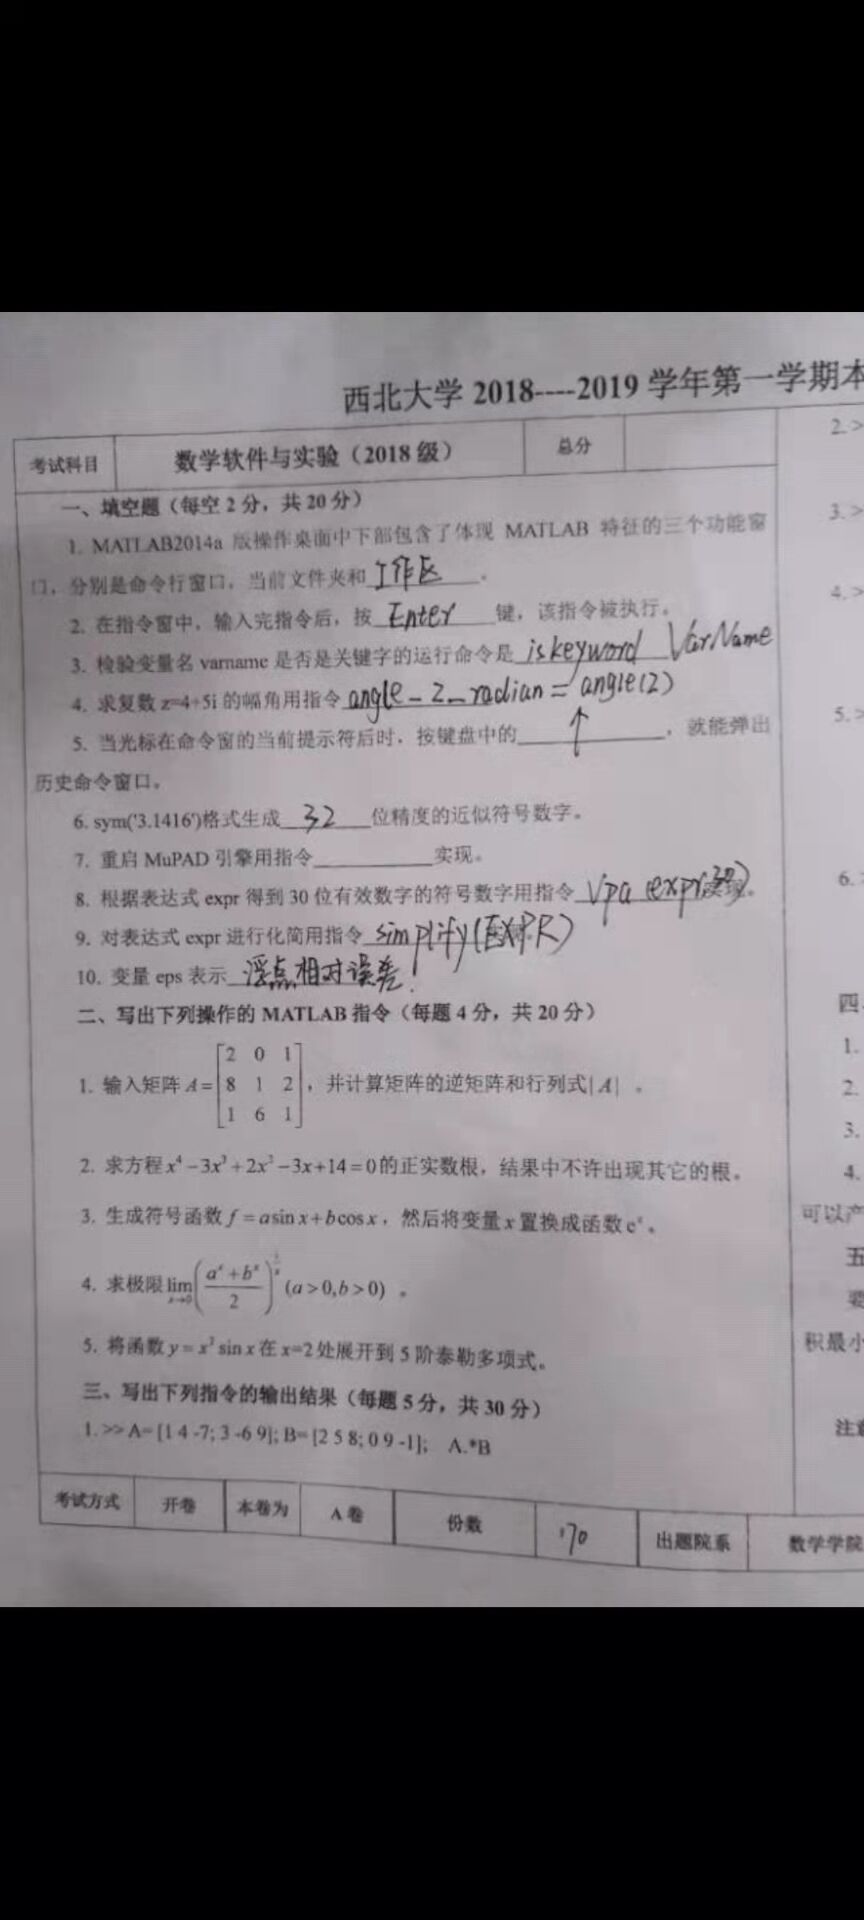 西北大学 2018----2019 学年第一学期本
考试科目 数学软件与实验（2018 级） 总分
一、填空题（每空 2 分，共 20 分）
1. MATLAB2014a 版操作桌面中下部包含了体现 MATLAB 特征的三个功能窗
口，分别是命令行窗口，当前文件夹和 工作区 。
2. 在指令窗中，输入完指令后，按 Enter 键，该指令被执行。
3. 检验变量名 varname 是否是关键字的运行命令是 iskeyword VarName
4. 求复数 z=4+5i 的幅角用指令 angle_z_radian = angle(z)
5. 当光标在命令窗的当前提示符后时，按键盘中的 ↑ ，就能弹出
历史命令窗口。
6. sym('3.1416')格式生成 32 位精度的近似符号数字。
7. 重启 MuPAD 引擎用指令____实现。
8. 根据表达式 expr 得到 30 位有效数字的符号数字用指令 vpa (expr,30) 实现。
9. 对表达式 expr 进行化简用指令 simplify(EXPR)
10. 变量 eps 表示 浮点相对误差.
二、写出下列操作的 MATLAB 指令（每题 4 分，共 20 分）
1. 输入矩阵 A=[2 0 1; 8 1 2; 1 6 1]，并计算矩阵的逆矩阵和行列式|A| 。
2. 求方程 x⁴-3x³+2x²-3x+14=0 的正实数根，结果中不许出现其它的根。
3. 生成符号函数 f=asinx+bcosx，然后将变量 x 置换成函数 eˣ。
4. 求极限 lim x→0 ((aˣ+bˣ)/2)^(1/x) (a>0,b>0) 。
5. 将函数 y=x² sin x 在 x=2 处展开到 5 阶泰勒多项式。
三、写出下列指令的输出结果（每题 5 分，共 30 分）
1. >> A=[1 4 -7; 3 -6 9]; B=[2 5 8; 0 9 -1]; A.*B
考试方式 开卷 本卷为 A 卷 份数 170 出题院系 数学学院
2. >
3. >
4. >
5. >
6.
四
1.
2.
3.
4.
可以产
五
要
积最小
注意